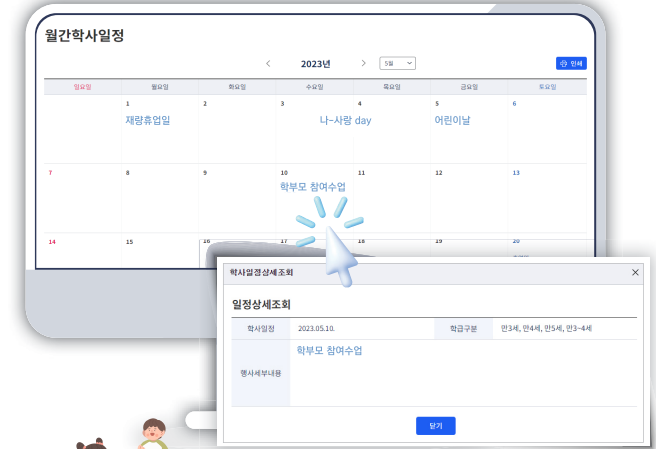 월간학사일정
< 2023년 > 5월
인쇄
일요일 월요일 화요일 수요일 목요일 금요일 토요일
1 2 3 4 5 6
재량휴업일 나~사랑 day 어린이날
7 8 9 10 11 12 13
학부모 참여수업
14 15 16 17 18 19 20
학사일정상세조회 ×
일정상세조회
학사일정 2023.05.10. 학급구분 만3세, 만4세, 만5세, 만3~4세
행사세부내용 학부모 참여수업
닫기